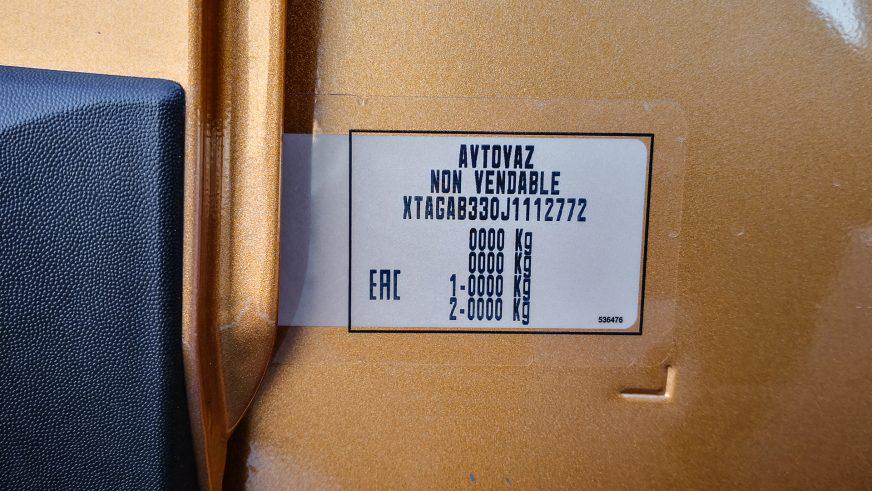 AVTOVAZ
NON VENDABLE
XTAGAB330J1112772
0000 Kg
0000 Kg
EAC
1-0000 Kg
2-0000 Kg
536476